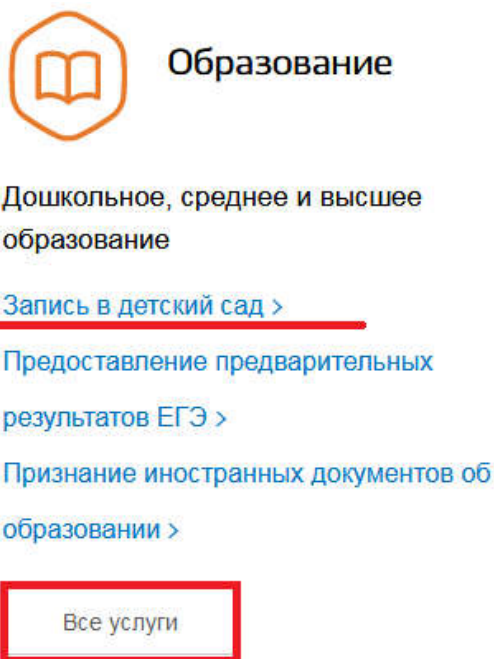 Образование
Дошкольное, среднее и высшее
образование
Запись в детский сад >
Предоставление предварительных
результатов ЕГЭ >
Признание иностранных документов об
образовании >
Все услуги